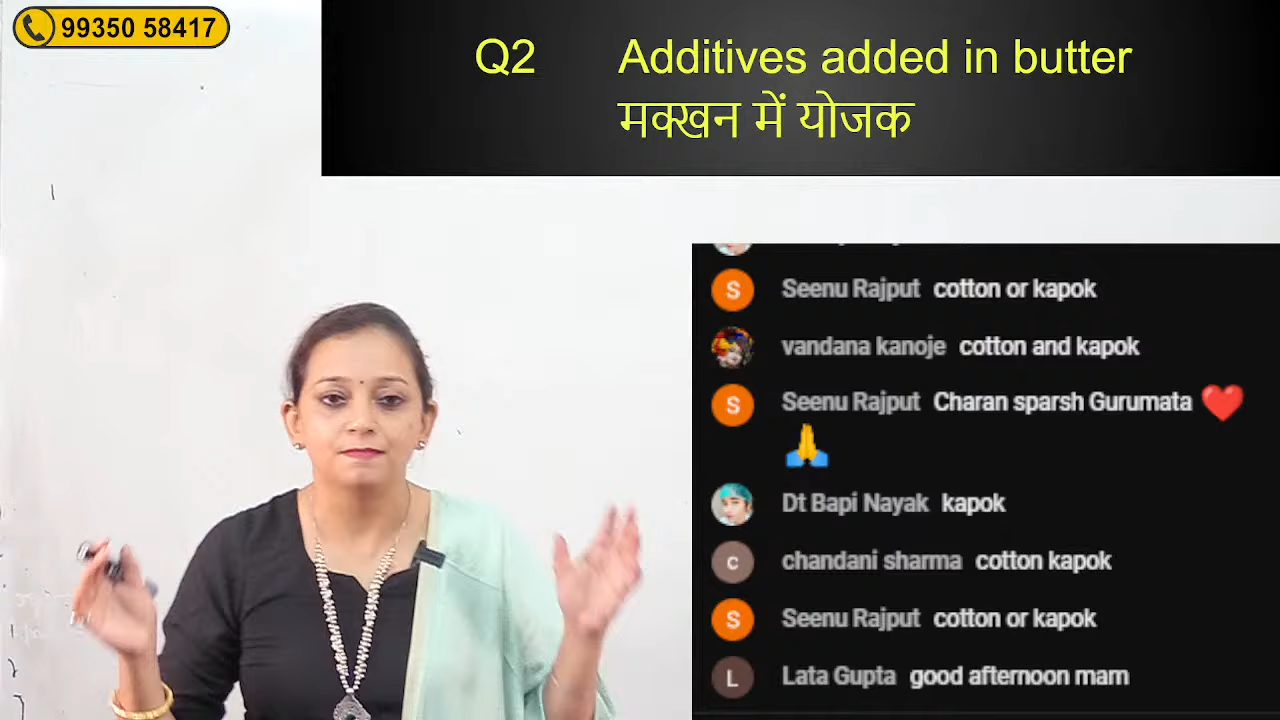 99350 58417
Q2 Additives added in butter
मक्खन में योजक
Seenu Rajput cotton or kapok
vandana kanoje cotton and kapok
Seenu Rajput Charan sparsh Gurumata ❤️
🙏
Dt Bapi Nayak kapok
chandani sharma cotton kapok
Seenu Rajput cotton or kapok
Lata Gupta good afternoon mam